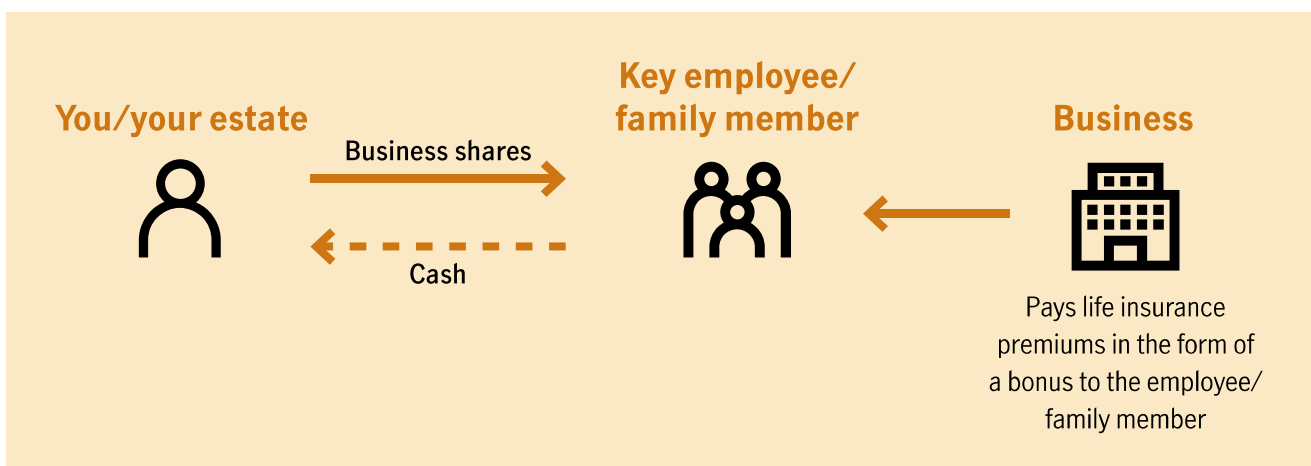 You/your estate
Business shares
Cash
Key employee/
family member
Business
Pays life insurance
premiums in the form of
a bonus to the employee/
family member